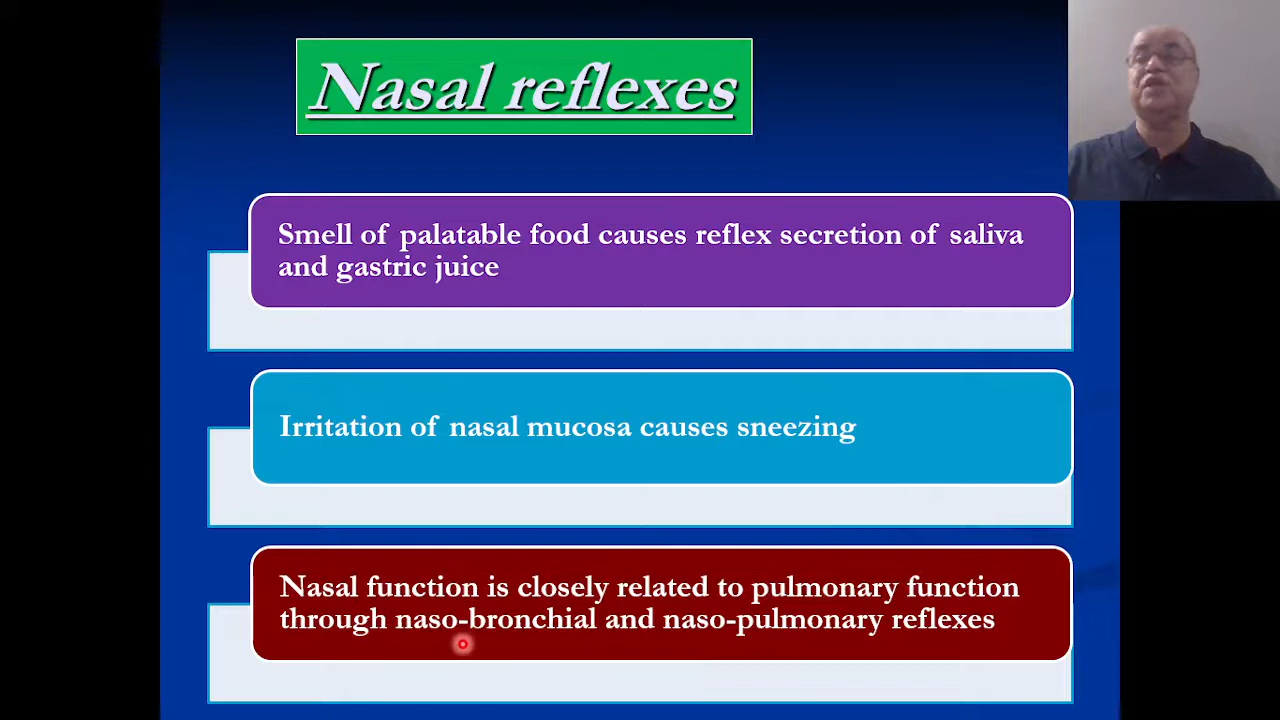 Nasal reflexes
Smell of palatable food causes reflex secretion of saliva
and gastric juice
Irritation of nasal mucosa causes sneezing
Nasal function is closely related to pulmonary function
through naso-bronchial and naso-pulmonary reflexes